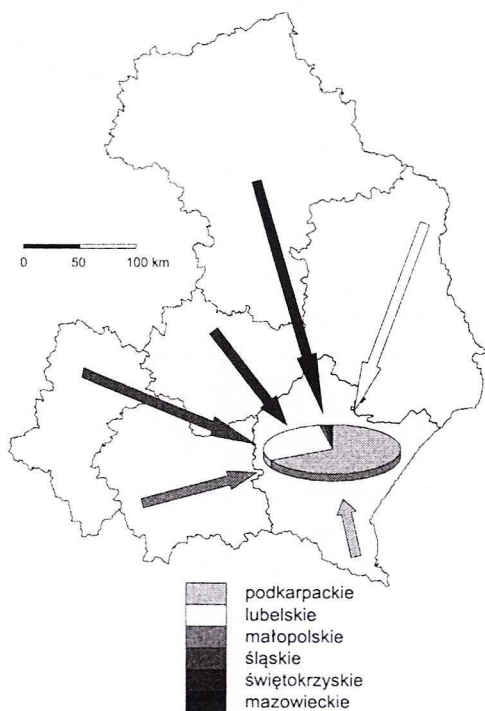 0 50 100 km
podkarpackie
lubelskie
małopolskie
śląskie
świętokrzyskie
mazowieckie